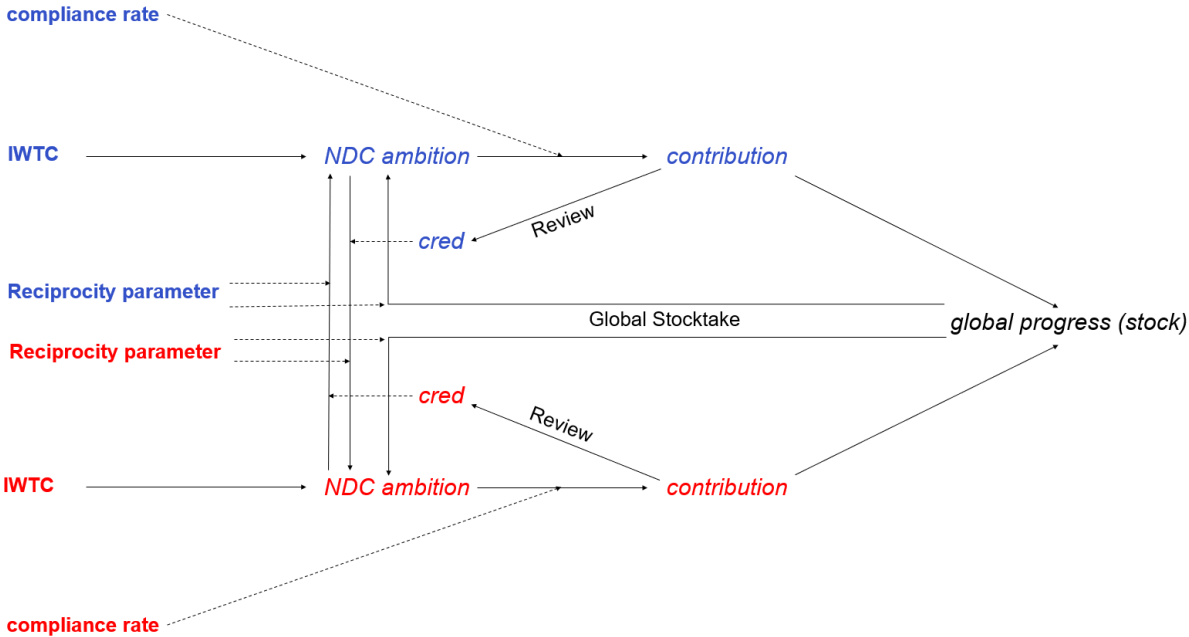 compliance rate
IWTC
NDC ambition
contribution
Review
cred
Reciprocity parameter
Global Stocktake
global progress (stock)
Reciprocity parameter
cred
Review
IWTC
NDC ambition
contribution
compliance rate